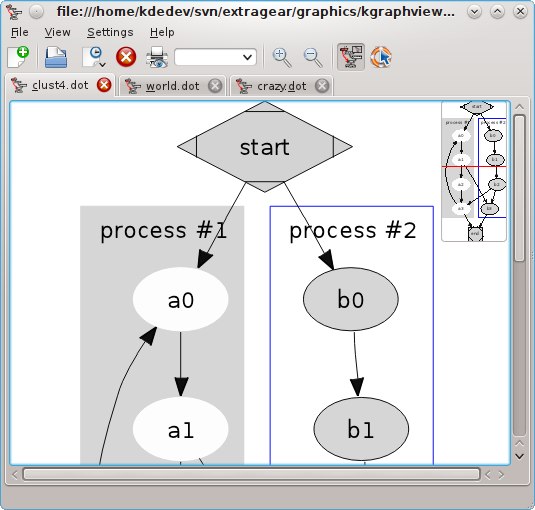 file:///home/kdedev/svn/extragear/graphics/kgraphview...
File View Settings Help
clust4.dot world.dot crazy.dot
start
process #1 process #2
a0 b0
a1 b1
start
process #1 process #2
a0 b0
a1 b1
a2 b2
a3 b3
end